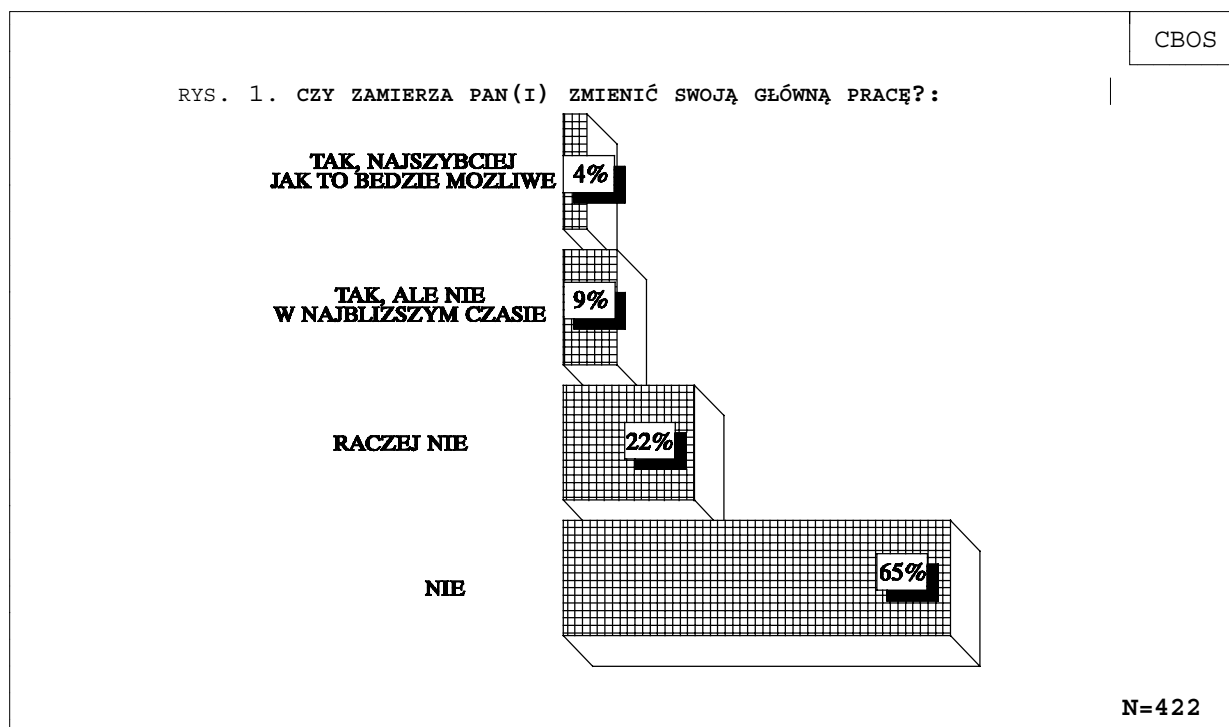 CBOS
RYS. 1. CZY ZAMIERZA PAN(I) ZMIENIĆ SWOJĄ GŁÓWNĄ PRACĘ?:
TAK, NAJSZYBCIEJ
JAK TO BEDZIE MOZLIWE
4%
TAK, ALE NIE
W NAJBLIZSZYM CZASIE
9%
RACZEJ NIE
22%
NIE
65%
N=422